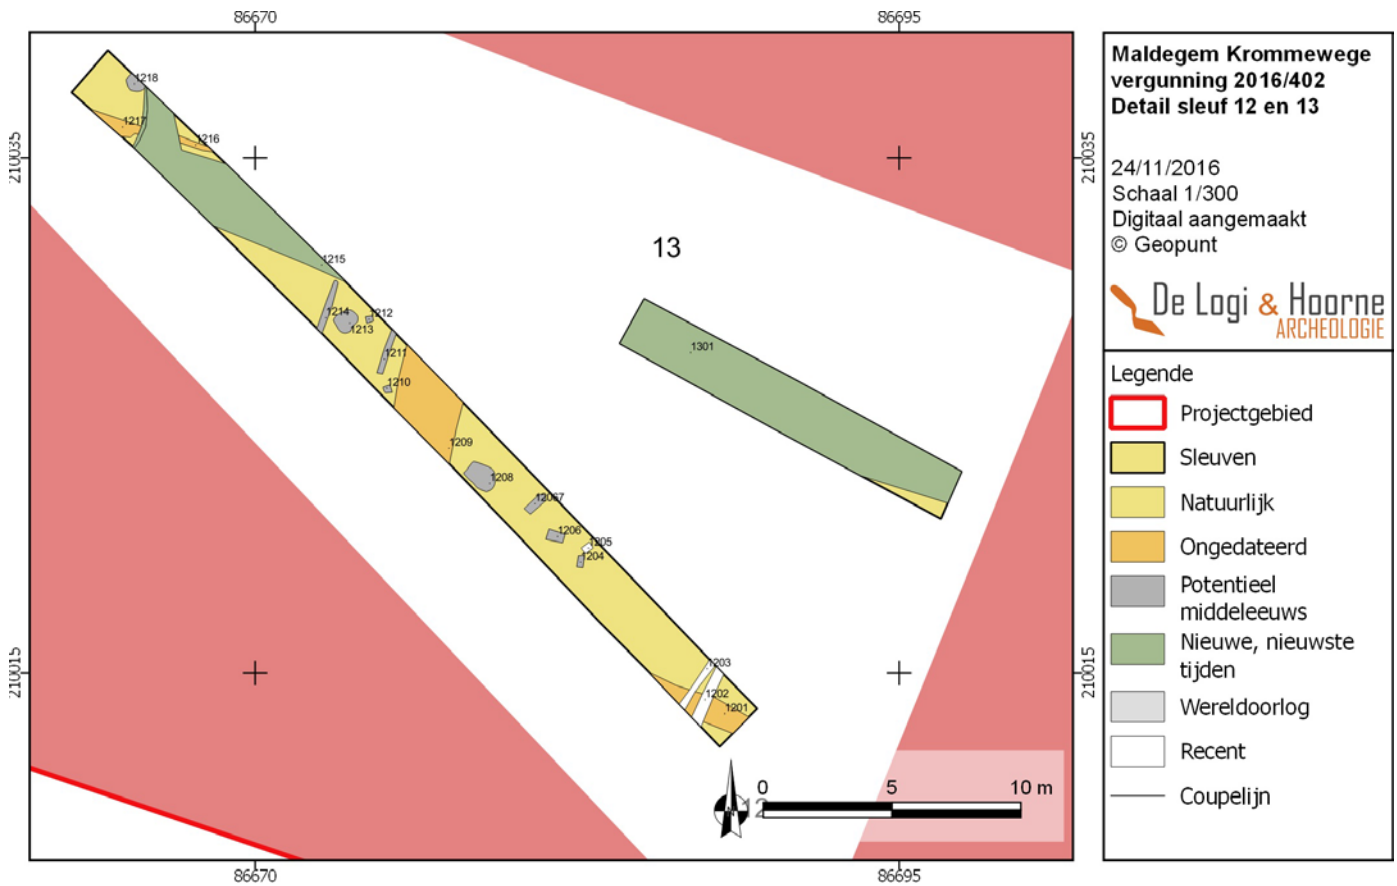 86670
86695
210035
210035
210015
210015
86670
86695
1218
1217
1216
1215
1214
1213
1212
1211
1210
1209
1208
12067
1206
1205
1204
1203
1202
1201
13
1301
12
N
0 5 10 m
Maldegem Krommewege
vergunning 2016/402
Detail sleuf 12 en 13
24/11/2016
Schaal 1/300
Digitaal aangemaakt
© Geopunt
De Logi & Hoorne
ARCHEOLOGIE
Legende
Projectgebied
Sleuven
Natuurlijk
Ongedateerd
Potentieel
middeleeuws
Nieuwe, nieuwste
tijden
Wereldoorlog
Recent
Coupelijn